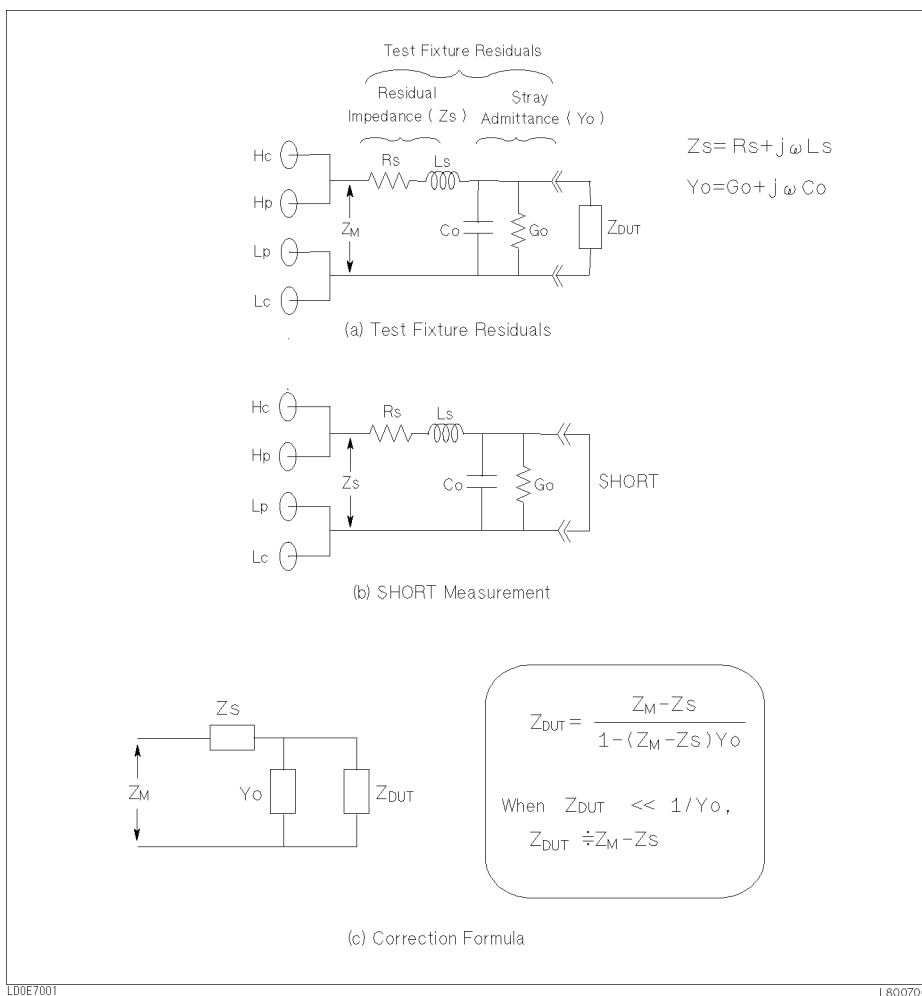 Test Fixture Residuals
Residual
Impedance ( Zs )
Stray
Admittance ( Yo )
Hc
Hp
Lp
Lc
ZM
Rs
Ls
Co
Go
ZDUT
Zs= Rs+jωLs
Yo=Go+jωCo
(a) Test Fixture Residuals
Hc
Hp
Lp
Lc
Zs
Rs
Ls
Co
Go
SHORT
(b) SHORT Measurement
Zs
ZM
Yo
ZDUT
ZDUT = ZM-Zs
1-(ZM-Zs)Yo
When ZDUT << 1/Yo,
ZDUT ≑ZM-Zs
(c) Correction Formula
LD0E7001